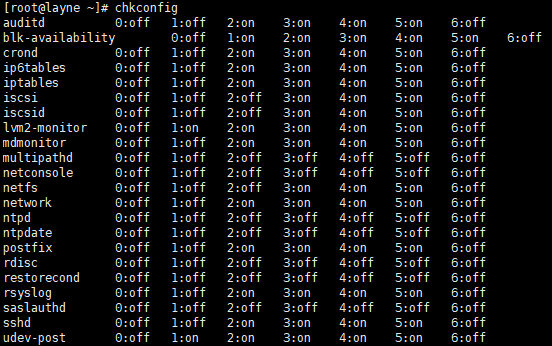 [root@layne ~]# chkconfig
auditd 0:off 1:off 2:on 3:on 4:on 5:on 6:off
blk-availability 0:off 1:on 2:on 3:on 4:on 5:on 6:off
crond 0:off 1:off 2:on 3:on 4:on 5:on 6:off
ip6tables 0:off 1:off 2:on 3:on 4:on 5:on 6:off
iptables 0:off 1:off 2:on 3:on 4:on 5:on 6:off
iscsi 0:off 1:off 2:off 3:on 4:on 5:on 6:off
iscsid 0:off 1:off 2:off 3:on 4:on 5:on 6:off
lvm2-monitor 0:off 1:on 2:on 3:on 4:on 5:on 6:off
mdmonitor 0:off 1:off 2:on 3:on 4:on 5:on 6:off
multipathd 0:off 1:off 2:off 3:off 4:off 5:off 6:off
netconsole 0:off 1:off 2:off 3:off 4:off 5:off 6:off
netfs 0:off 1:off 2:off 3:on 4:on 5:on 6:off
network 0:off 1:off 2:on 3:on 4:on 5:on 6:off
ntpd 0:off 1:off 2:off 3:off 4:off 5:off 6:off
ntpdate 0:off 1:off 2:off 3:off 4:off 5:off 6:off
postfix 0:off 1:off 2:on 3:on 4:on 5:on 6:off
rdisc 0:off 1:off 2:off 3:off 4:off 5:off 6:off
restorecond 0:off 1:off 2:off 3:off 4:off 5:off 6:off
rsyslog 0:off 1:off 2:on 3:on 4:on 5:on 6:off
saslauthd 0:off 1:off 2:off 3:off 4:off 5:off 6:off
sshd 0:off 1:off 2:on 3:on 4:on 5:on 6:off
udev-post 0:off 1:on 2:on 3:on 4:on 5:on 6:off